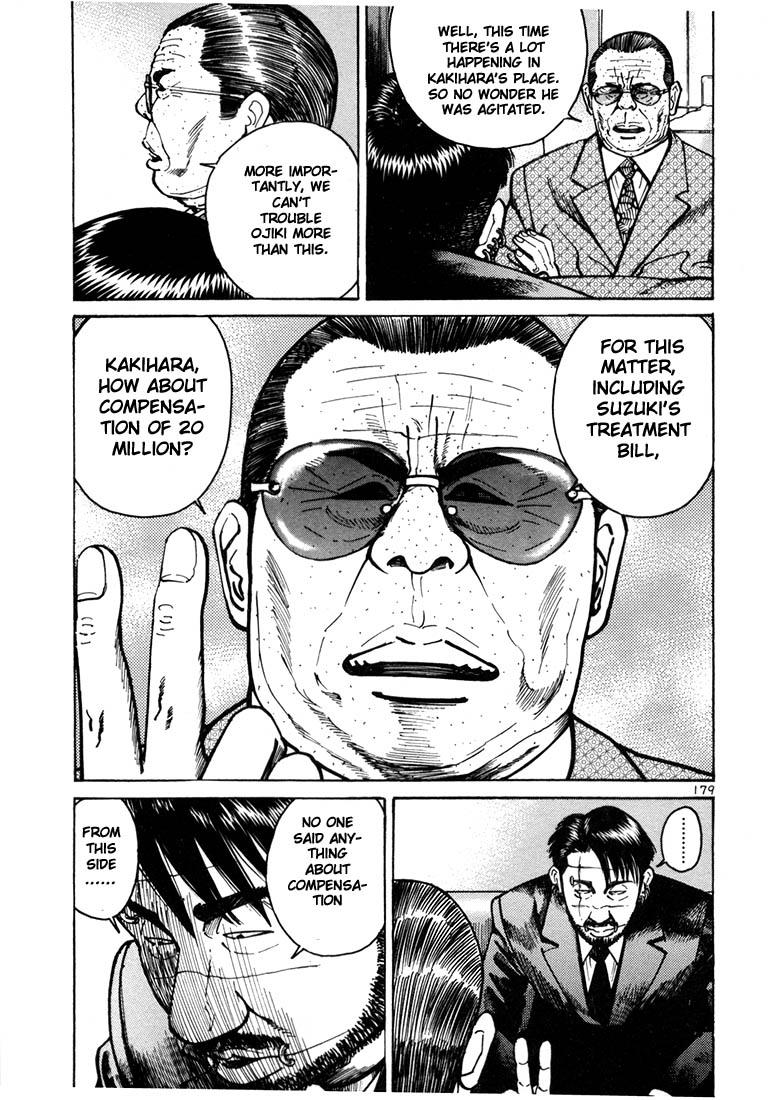 WELL, THIS TIME
THERE'S A LOT
HAPPENING IN
KAKIHARA'S PLACE.
SO NO WONDER HE
WAS AGITATED.
MORE IMPOR-
TANTLY, WE
CAN'T
TROUBLE
OJIKI MORE
THAN THIS.
FOR THIS
MATTER,
INCLUDING
SUZUKI'S
TREATMENT
BILL,
KAKIHARA,
HOW ABOUT
COMPENSA-
TION OF 20
MILLION?
179
........
NO ONE
SAID ANY-
THING
ABOUT
COMPENSA-
TION
FROM
THIS
SIDE
......